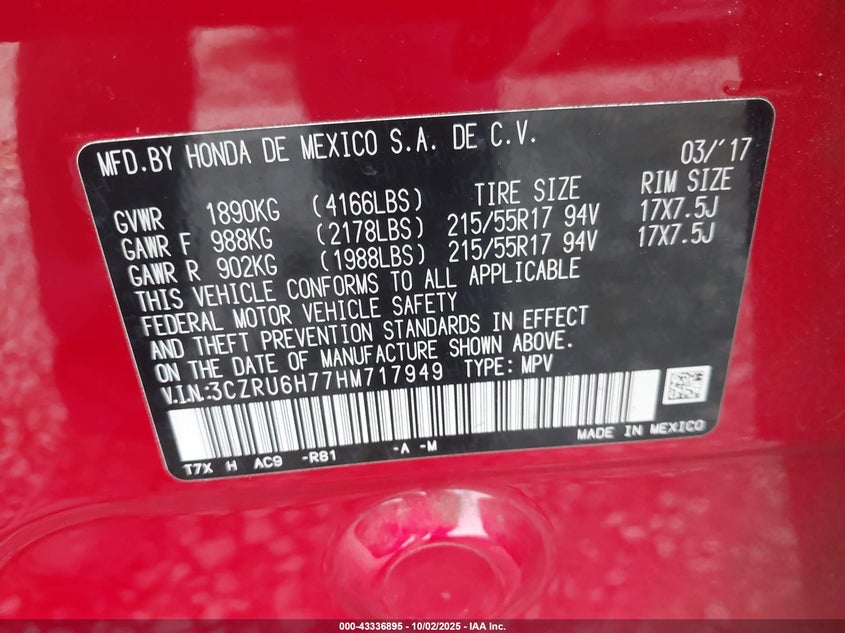 MFD.BY HONDA DE MEXICO S.A. DE C.V. 03/'17
TIRE SIZE RIM SIZE
GVWR 1890KG (4166LBS)
GAWR F 988KG (2178LBS) 215/55R17 94V 17X7.5J
GAWR R 902KG (1988LBS) 215/55R17 94V 17X7.5J
THIS VEHICLE CONFORMS TO ALL APPLICABLE
FEDERAL MOTOR VEHICLE SAFETY
AND THEFT PREVENTION STANDARDS IN EFFECT
ON THE DATE OF MANUFACTURE SHOWN ABOVE.
V.I.N.:3CZRU6H77HM717949 TYPE: MPV
T7X H AC9 -R81 -A -M MADE IN MEXICO
000-43336895 - 10/02/2025 - IAA Inc.